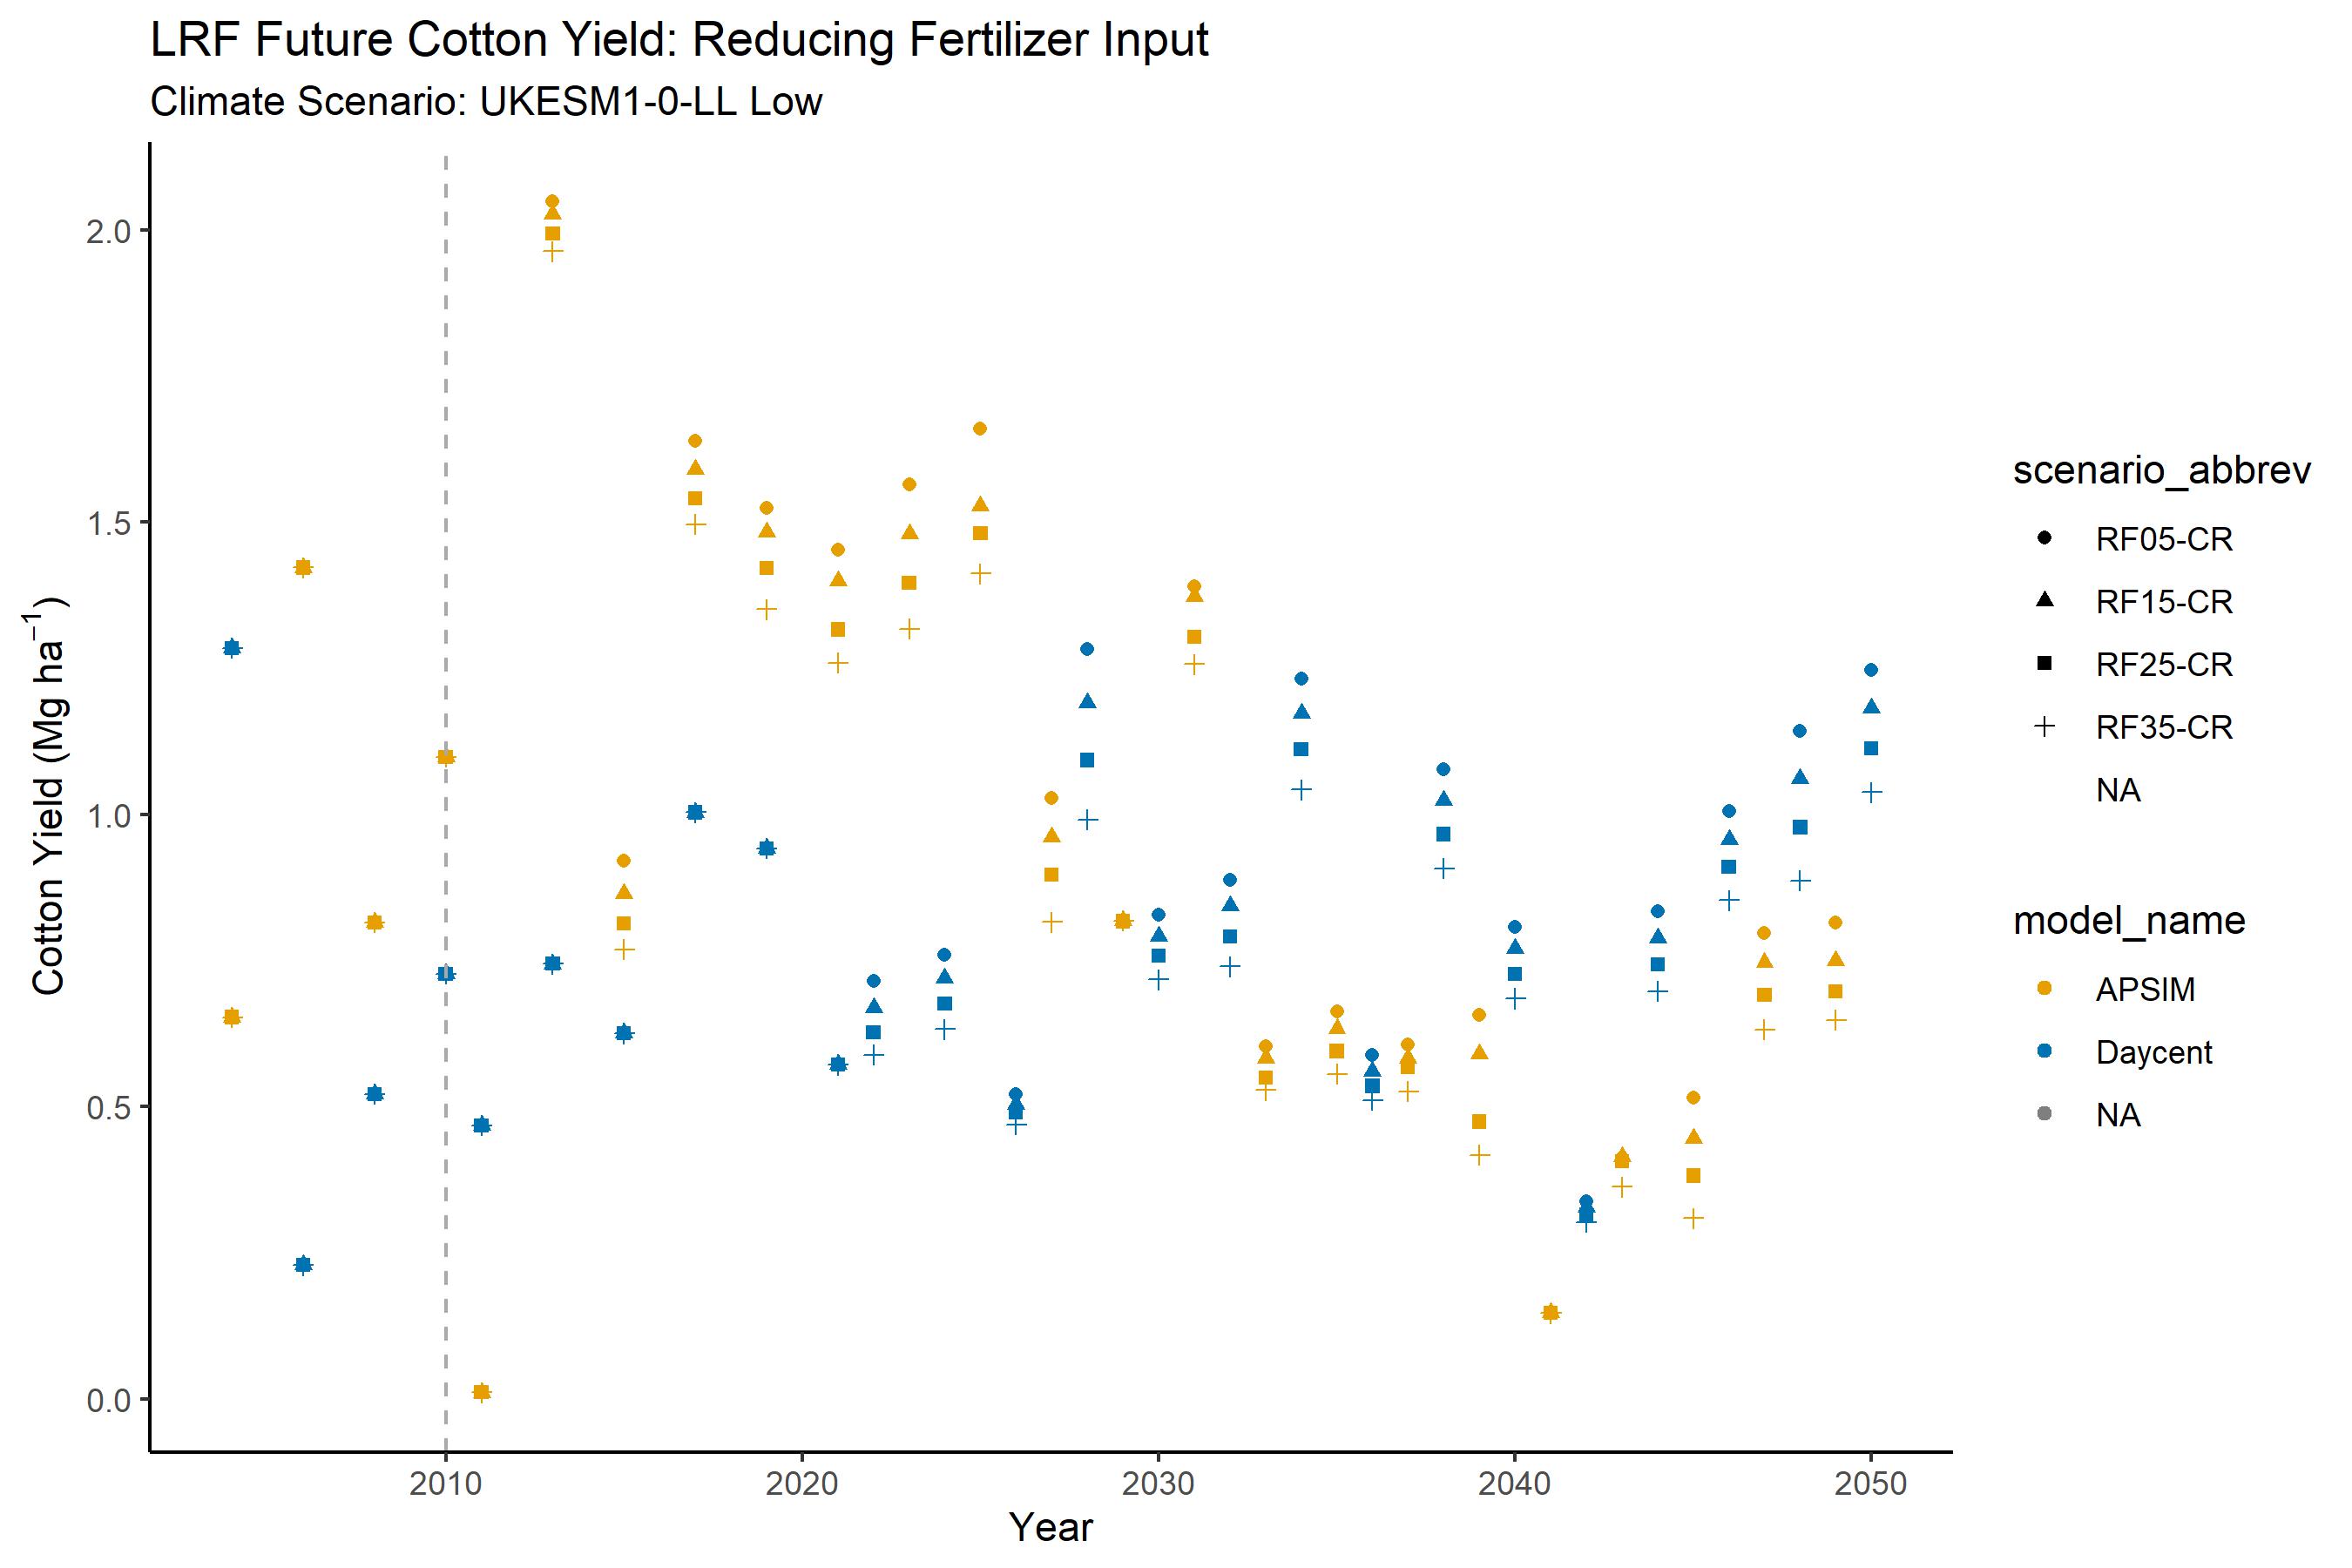 LRF Future Cotton Yield: Reducing Fertilizer Input
Climate Scenario: UKESM1-0-LL Low
Cotton Yield (Mg ha⁻¹)
2.0
1.5
1.0
0.5
0.0
2010
2020
2030
2040
2050
Year
scenario_abbrev
RF05-CR
RF15-CR
RF25-CR
RF35-CR
NA
model_name
APSIM
Daycent
NA